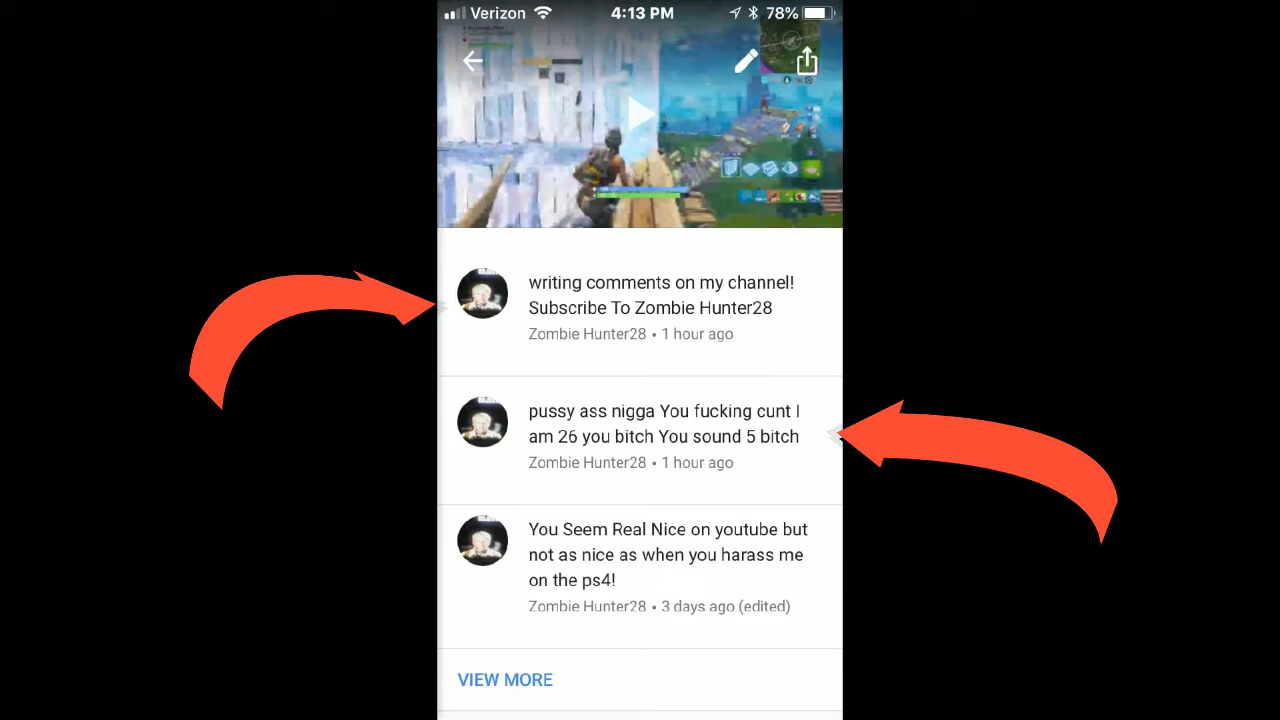 Verizon 4:13 PM 78%
writing comments on my channel!
Subscribe To Zombie Hunter28
Zombie Hunter28 • 1 hour ago
pussy ass nigga You fucking cunt I
am 26 you bitch You sound 5 bitch
Zombie Hunter28 • 1 hour ago
You Seem Real Nice on youtube but
not as nice as when you harass me
on the ps4!
Zombie Hunter28 • 3 days ago (edited)
VIEW MORE